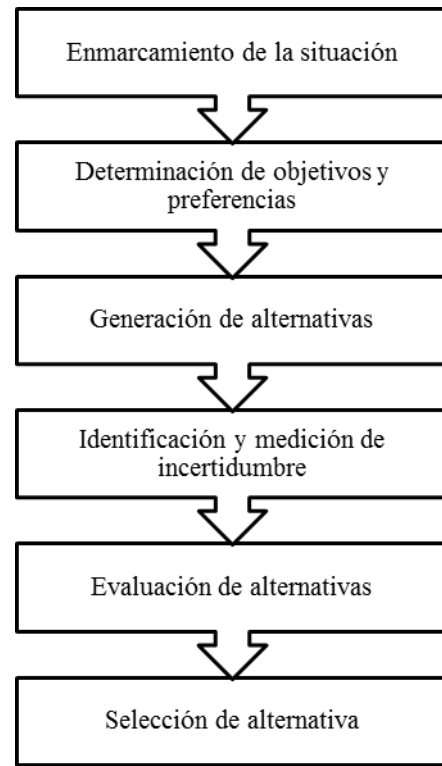 Enmarcamiento de la situación
Determinación de objetivos y
preferencias
Generación de alternativas
Identificación y medición de
incertidumbre
Evaluación de alternativas
Selección de alternativa